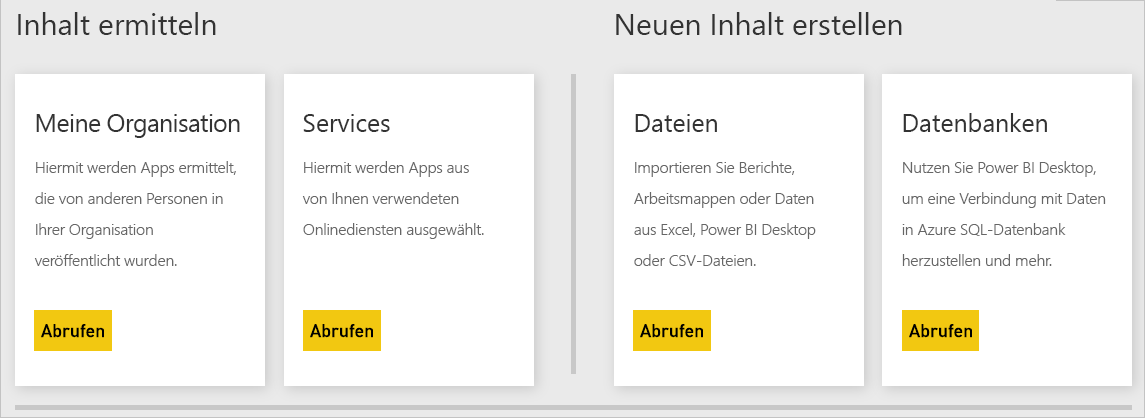 Inhalt ermitteln
Meine Organisation
Hiermit werden Apps ermittelt,
die von anderen Personen in
Ihrer Organisation
veröffentlicht wurden.
Abrufen
Services
Hiermit werden Apps aus
von Ihnen verwendeten
Onlinediensten ausgewählt.
Abrufen
Neuen Inhalt erstellen
Dateien
Importieren Sie Berichte,
Arbeitsmappen oder Daten
aus Excel, Power BI Desktop
oder CSV-Dateien.
Abrufen
Datenbanken
Nutzen Sie Power BI Desktop,
um eine Verbindung mit Daten
in Azure SQL-Datenbank
herzustellen und mehr.
Abrufen